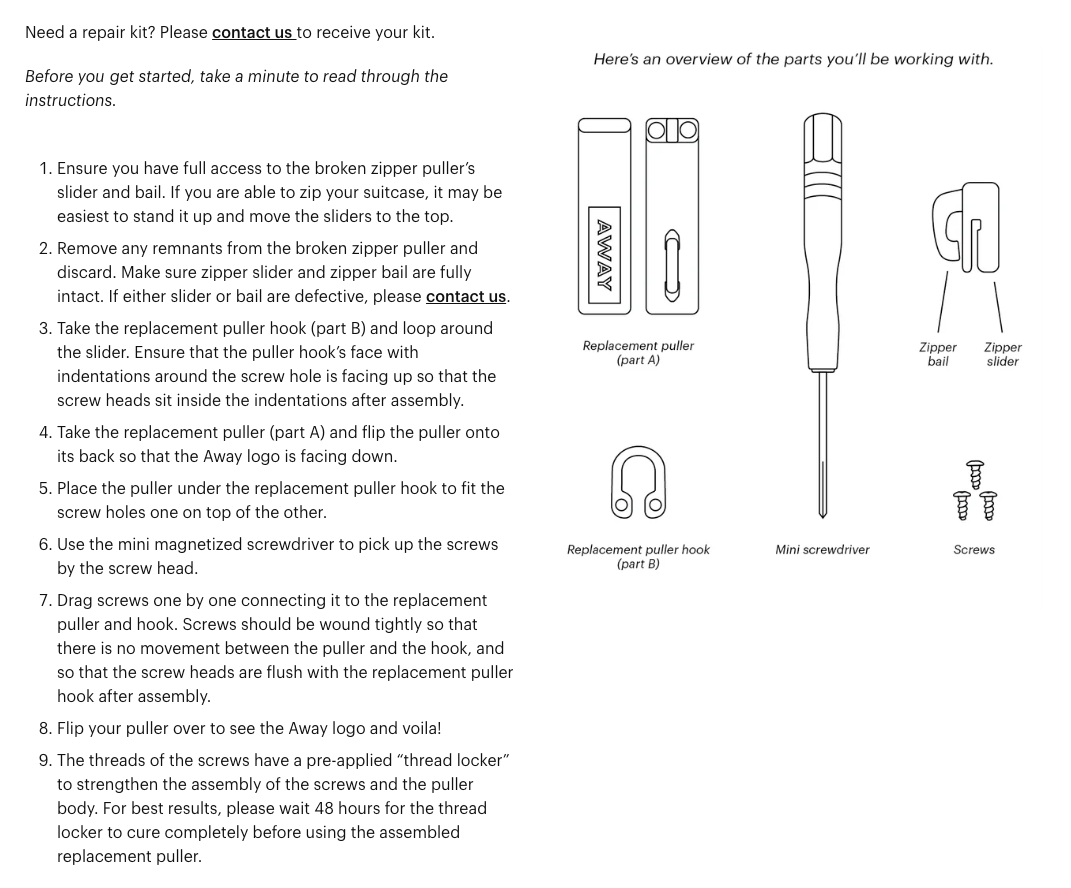 Need a repair kit? Please contact us to receive your kit.
Before you get started, take a minute to read through the
instructions.
1. Ensure you have full access to the broken zipper puller’s
slider and bail. If you are able to zip your suitcase, it may be
easiest to stand it up and move the sliders to the top.
2. Remove any remnants from the broken zipper puller and
discard. Make sure zipper slider and zipper bail are fully
intact. If either slider or bail are defective, please contact us.
3. Take the replacement puller hook (part B) and loop around
the slider. Ensure that the puller hook’s face with
indentations around the screw hole is facing up so that the
screw heads sit inside the indentations after assembly.
4. Take the replacement puller (part A) and flip the puller onto
its back so that the Away logo is facing down.
5. Place the puller under the replacement puller hook to fit the
screw holes one on top of the other.
6. Use the mini magnetized screwdriver to pick up the screws
by the screw head.
7. Drag screws one by one connecting it to the replacement
puller and hook. Screws should be wound tightly so that
there is no movement between the puller and the hook, and
so that the screw heads are flush with the replacement puller
hook after assembly.
8. Flip your puller over to see the Away logo and voila!
9. The threads of the screws have a pre-applied “thread locker”
to strengthen the assembly of the screws and the puller
body. For best results, please wait 48 hours for the thread
locker to cure completely before using the assembled
replacement puller.
Here’s an overview of the parts you’ll be working with.
AWAY
Replacement puller
(part A)
Zipper
bail
Zipper
slider
Replacement puller hook
(part B)
Mini screwdriver
Screws